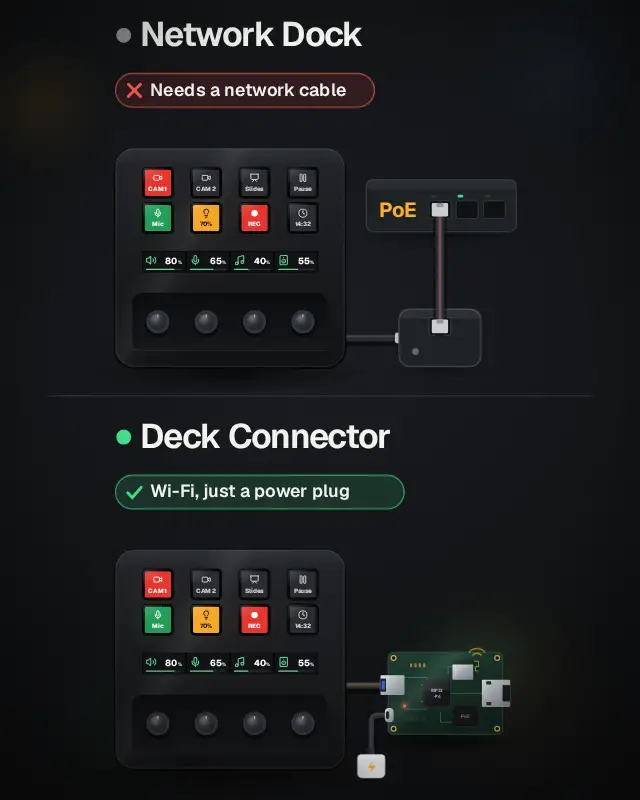 Network Dock
Needs a network cable
CAM1 CAM 2 Slides Pause
Mic 70% REC 14:32
80% 65% 40% 55%
PoE
Deck Connector
Wi-Fi, just a power plug
CAM1 CAM 2 Slides Pause
Mic 70% REC 14:32
80% 65% 40% 55%
PoE